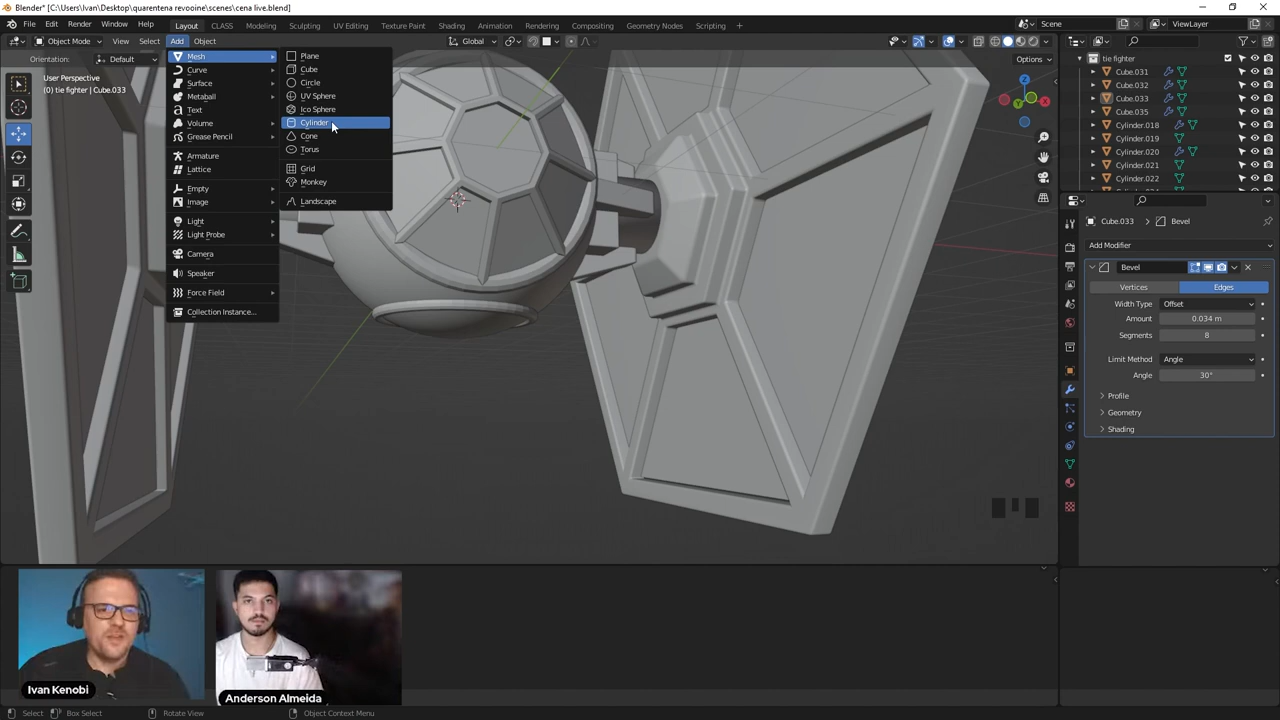 Blender* [C:\Users\Ivan\Desktop\quarentena revooine\scenes\cena live.blend]
File Edit Render Window Help Layout CLASS Modeling Sculpting UV Editing Texture Paint Shading Animation Rendering Compositing Geometry Nodes Scripting + Scene ViewLayer
Object Mode View Select Add Object Global Options
Orientation: Default
User Perspective
(0) tie fighter | Cube.033
Mesh
Curve
Surface
Metaball
Text
Volume
Grease Pencil
Armature
Lattice
Empty
Image
Light
Light Probe
Camera
Speaker
Force Field
Collection Instance...
Plane
Cube
Circle
UV Sphere
Ico Sphere
Cylinder
Cone
Torus
Grid
Monkey
Landscape
Z
Y
X
tie fighter
Cube.031
Cube.032
Cube.033
Cube.035
Cylinder.018
Cylinder.019
Cylinder.020
Cylinder.021
Cylinder.022
Cube.033 > Bevel
Add Modifier
Bevel
Vertices Edges
Width Type Offset
Amount 0.034 m
Segments 8
Limit Method Angle
Angle 30°
Profile
Geometry
Shading
Ivan Kenobi
Anderson Almeida
Select Box Select Rotate View Object Context Menu